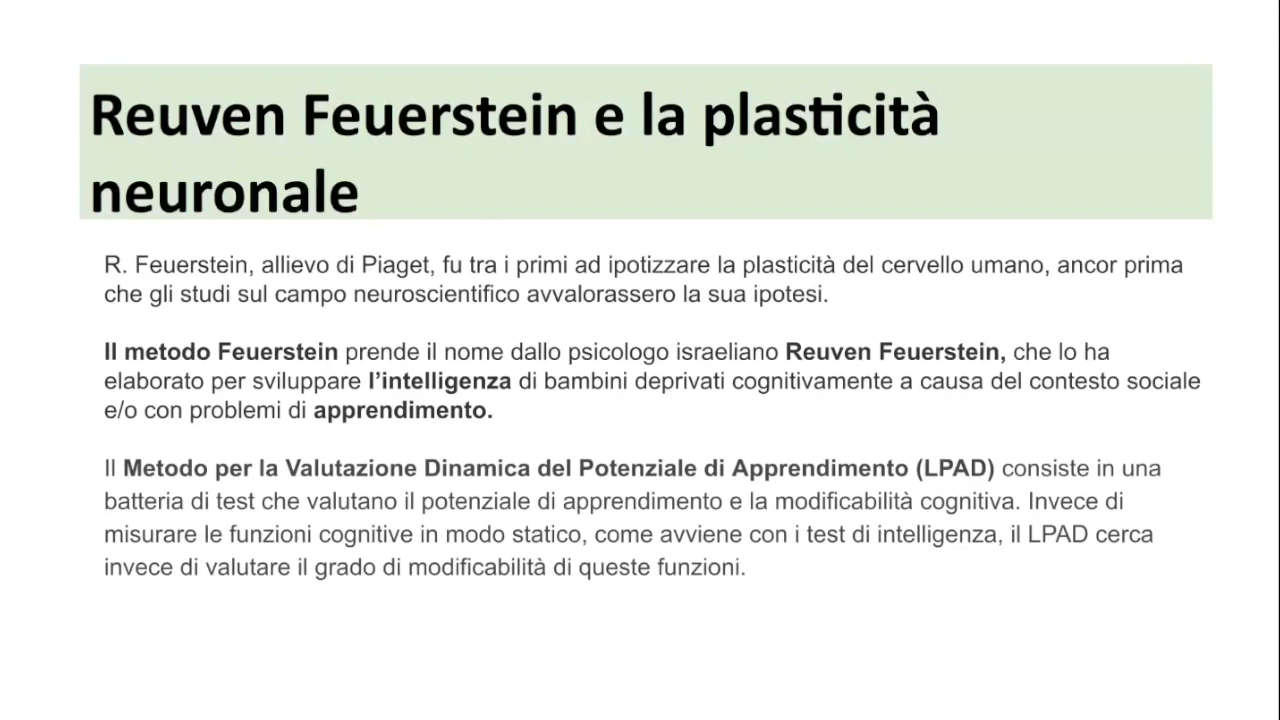 Reuven Feuerstein e la plasticità
neuronale
R. Feuerstein, allievo di Piaget, fu tra i primi ad ipotizzare la plasticità del cervello umano, ancor prima
che gli studi sul campo neuroscientifico avvalorassero la sua ipotesi.
Il metodo Feuerstein prende il nome dallo psicologo israeliano Reuven Feuerstein, che lo ha
elaborato per sviluppare l’intelligenza di bambini deprivati cognitivamente a causa del contesto sociale
e/o con problemi di apprendimento.
Il Metodo per la Valutazione Dinamica del Potenziale di Apprendimento (LPAD) consiste in una
batteria di test che valutano il potenziale di apprendimento e la modificabilità cognitiva. Invece di
misurare le funzioni cognitive in modo statico, come avviene con i test di intelligenza, il LPAD cerca
invece di valutare il grado di modificabilità di queste funzioni.